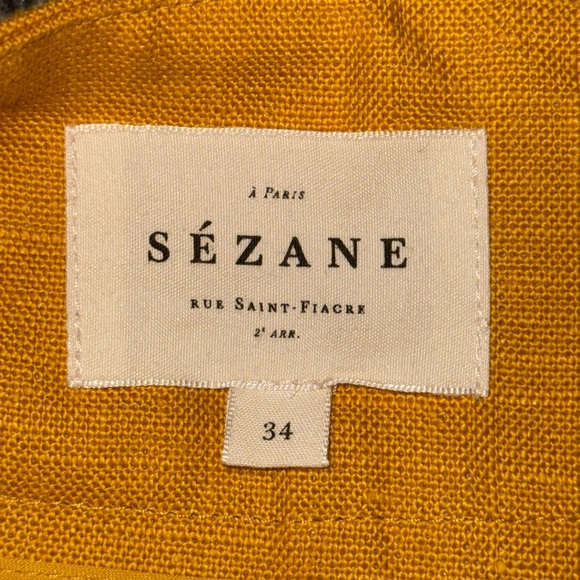 À PARIS
SÉZANE
RUE SAINT-FIACRE
2ᵉ ARR.
34